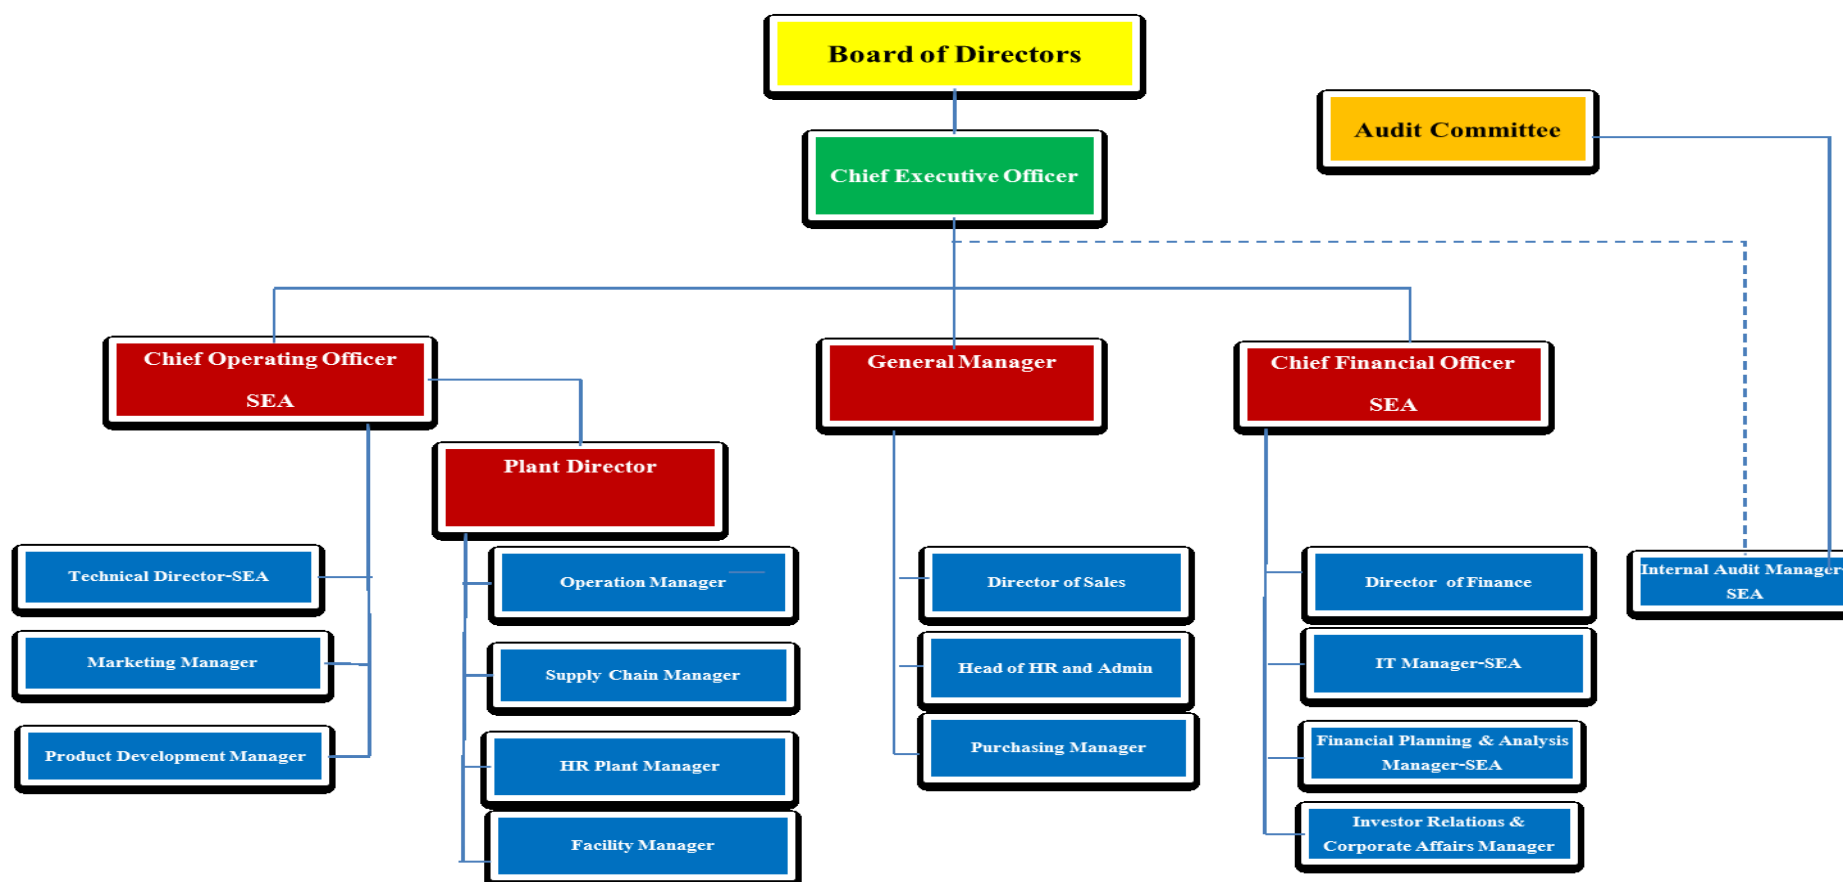 Board of Directors
Audit Committee
Chief Executive Officer
Chief Operating Officer
SEA
General Manager
Chief Financial Officer
SEA
Plant Director
Technical Director-SEA
Marketing Manager
Product Development Manager
Operation Manager
Supply Chain Manager
HR Plant Manager
Facility Manager
Director of Sales
Head of HR and Admin
Purchasing Manager
Director of Finance
IT Manager-SEA
Financial Planning & Analysis
Manager-SEA
Investor Relations &
Corporate Affairs Manager
Internal Audit Manager-
SEA